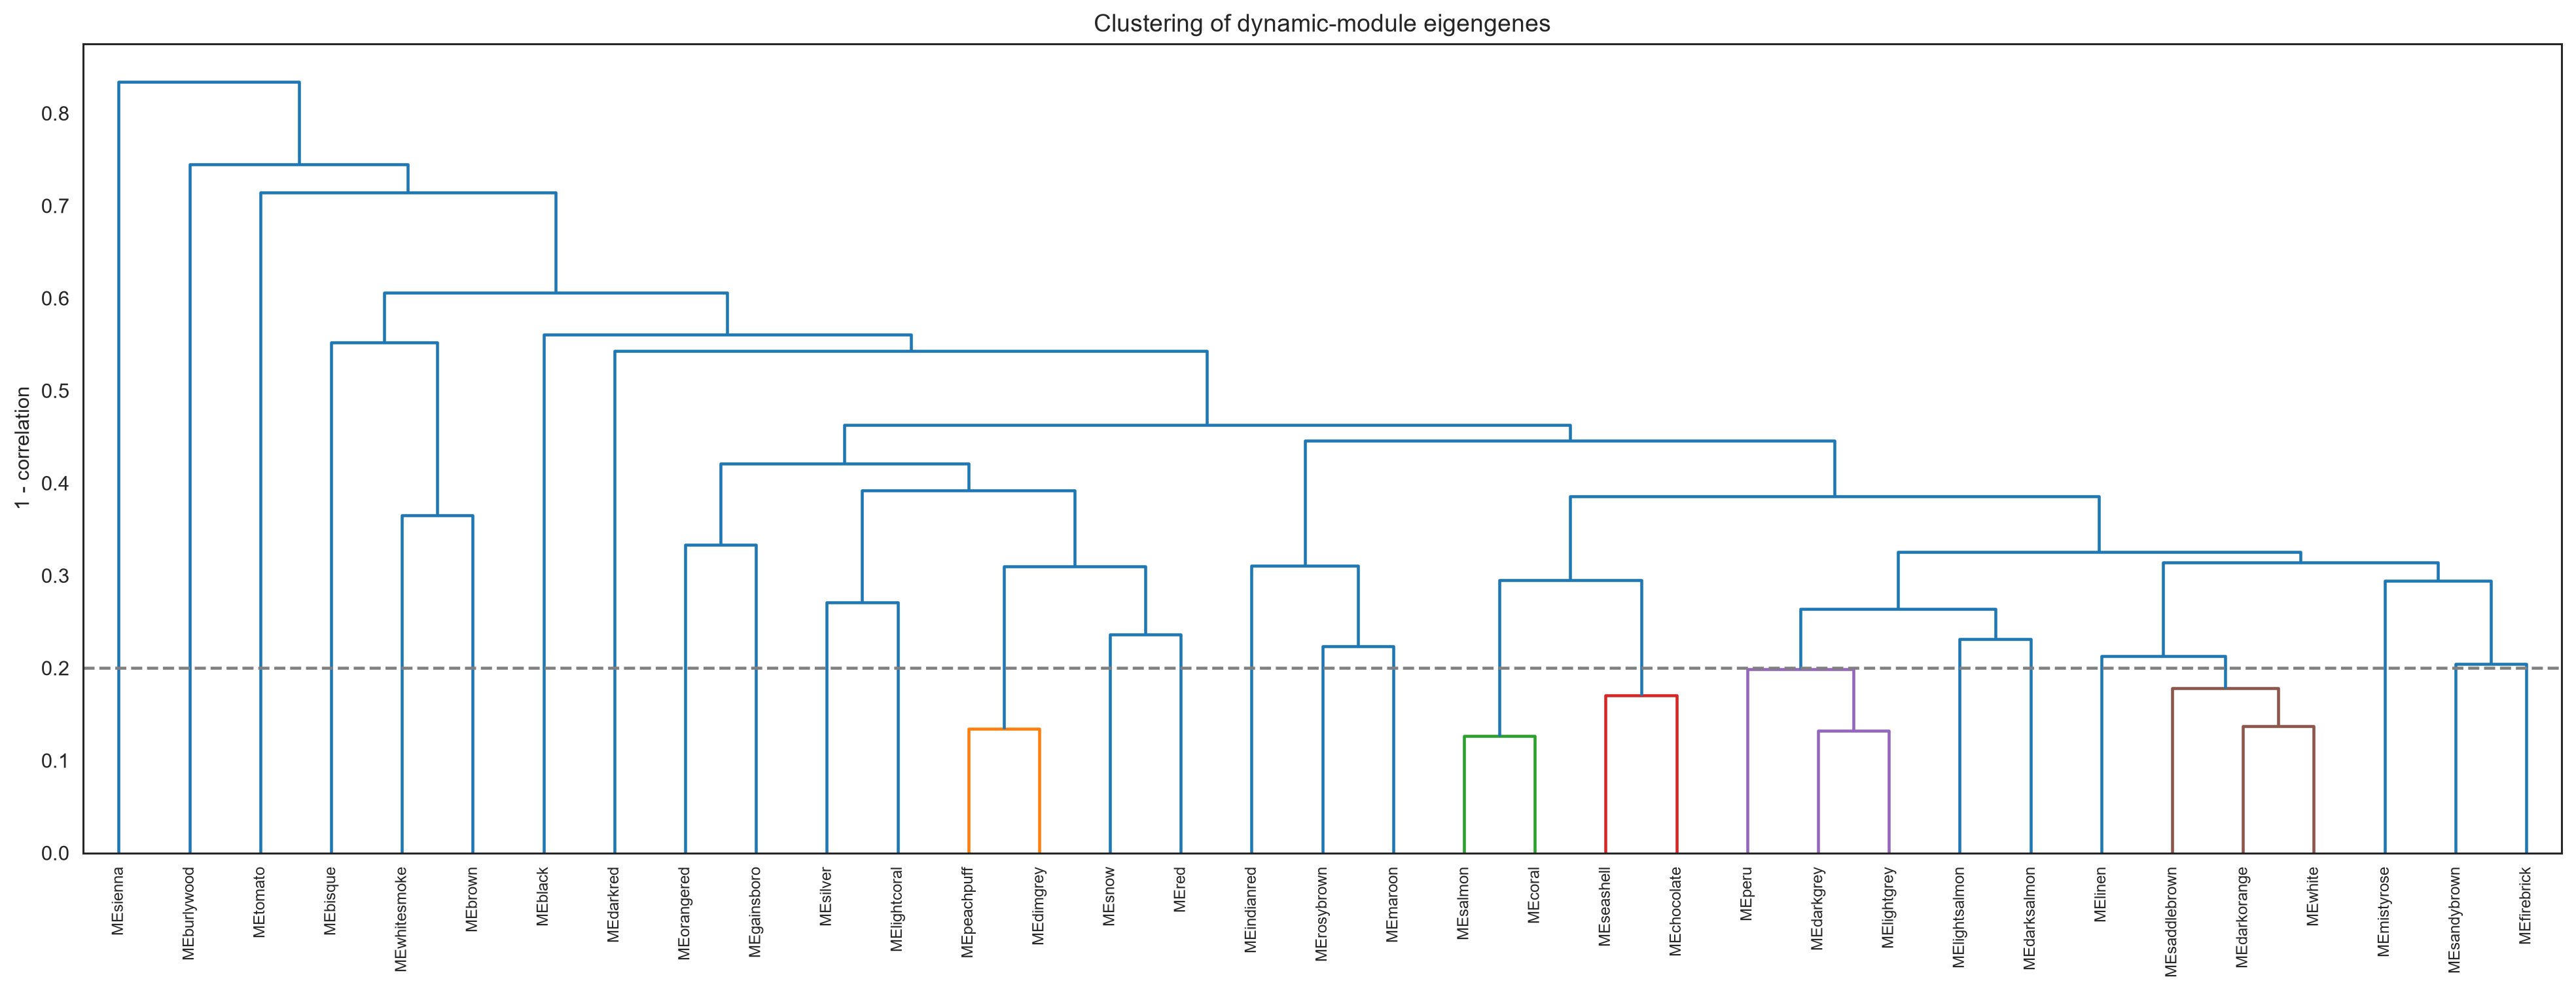 Clustering of dynamic-module eigengenes
1 - correlation
0.8
0.7
0.6
0.5
0.4
0.3
0.2
0.1
0.0
MEsienna
MEburlywood
MEtomato
MEbisque
MEwhitesmoke
MEbrown
MEblack
MEdarkred
MEorangered
MEgainsboro
MEsilver
MElightcoral
MEpeachpuff
MEdimgrey
MEsnow
MEred
MEindianred
MErosybrown
MEmaroon
MEsalmon
MEcoral
MEseashell
MEchocolate
MEperu
MEdarkgrey
MElightgrey
MElightsalmon
MEdarksalmon
MElinen
MEsaddlebrown
MEdarkorange
MEwhite
MEmistyrose
MEsandybrown
MEfirebrick